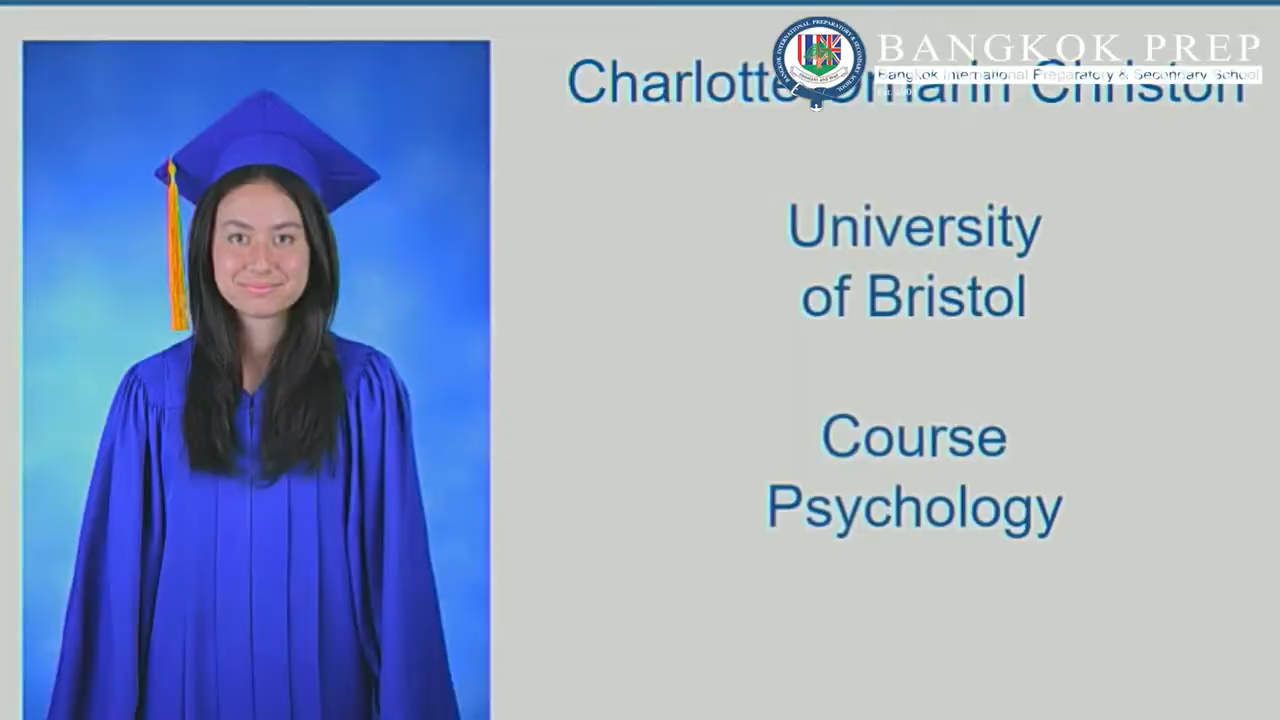 Charlotte
BANGKOK PREP
Bangkok International Preparatory & Secondary School
University
of Bristol
Course
Psychology